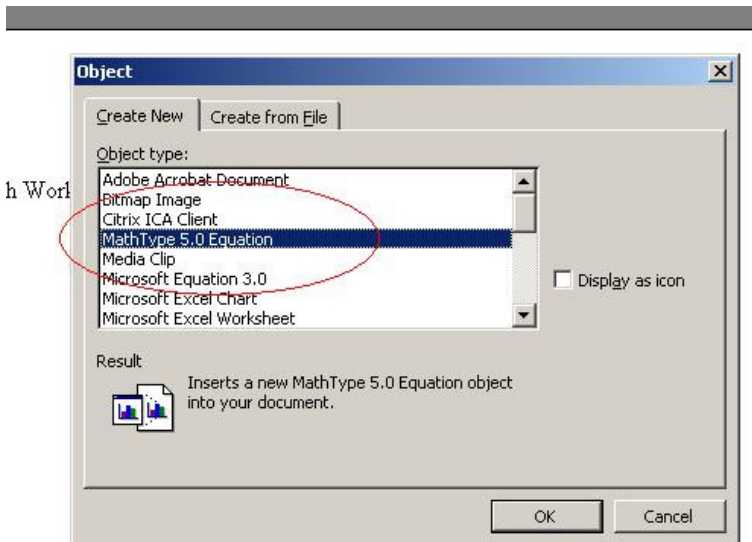 Object
Create New Create from File
Object type:
h Worl
Adobe Acrobat Document
Bitmap Image
Citrix ICA Client
MathType 5.0 Equation
Media Clip
Microsoft Equation 3.0
Microsoft Excel Chart
Microsoft Excel Worksheet
Display as icon
Result
Inserts a new MathType 5.0 Equation object
into your document.
OK Cancel